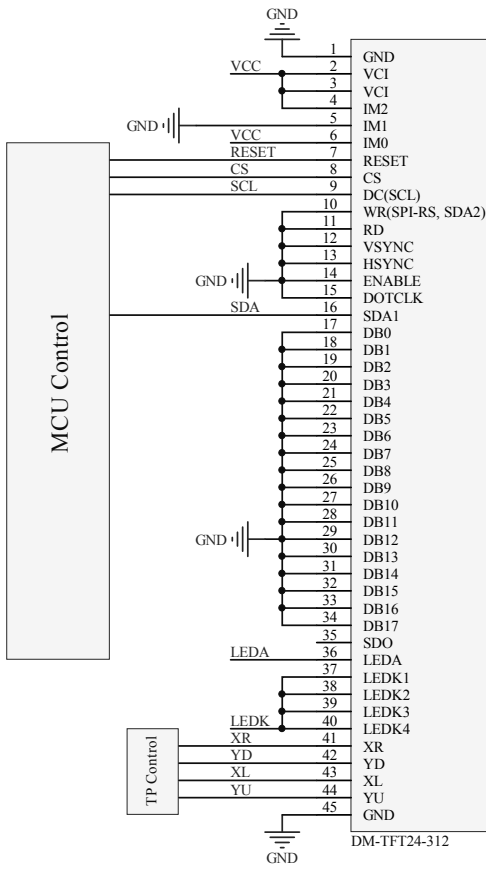 GND
1 GND
VCC 2 VCI
3 VCI
4 IM2
GND 5 IM1
VCC 6 IM0
RESET 7 RESET
CS 8 CS
SCL 9 DC(SCL)
10 WR(SPI-RS, SDA2)
11 RD
12 VSYNC
13 HSYNC
GND 14 ENABLE
15 DOTCLK
SDA 16 SDA1
17 DB0
18 DB1
19 DB2
20 DB3
21 DB4
22 DB5
23 DB6
24 DB7
25 DB8
26 DB9
27 DB10
28 DB11
GND 29 DB12
30 DB13
31 DB14
32 DB15
33 DB16
34 DB17
35 SDO
LEDA 36 LEDA
37 LEDK1
38 LEDK2
39 LEDK3
LEDK 40 LEDK4
XR 41 XR
YD 42 YD
XL 43 XL
YU 44 YU
45 GND
GND
DM-TFT24-312
MCU Control
TP Control